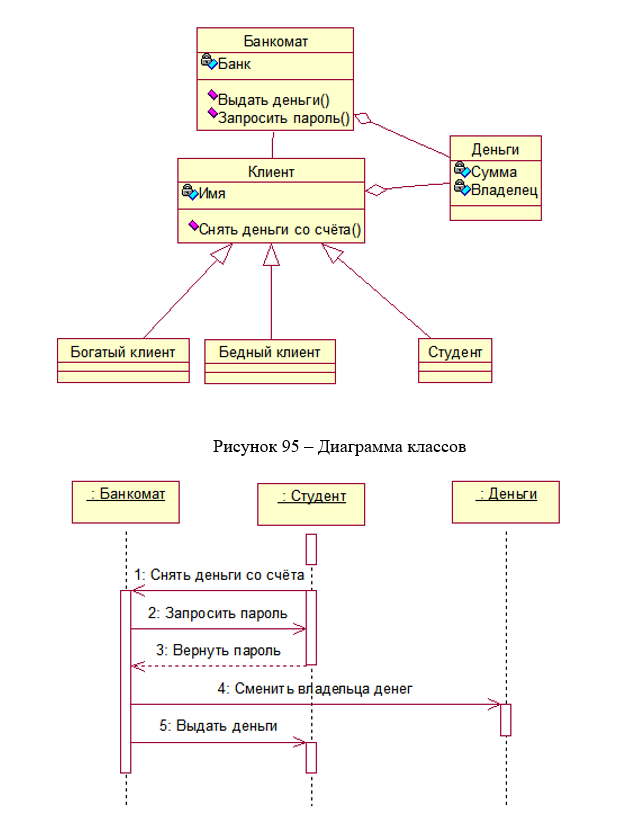 Банкомат
Банк
Выдать деньги()
Запросить пароль()
Деньги
Сумма
Владелец
Клиент
Имя
Снять деньги со счёта()
Богатый клиент
Бедный клиент
Студент
Рисунок 95 – Диаграмма классов
: Банкомат
: Студент
: Деньги
1: Снять деньги со счёта
2: Запросить пароль
3: Вернуть пароль
4: Сменить владельца денег
5: Выдать деньги